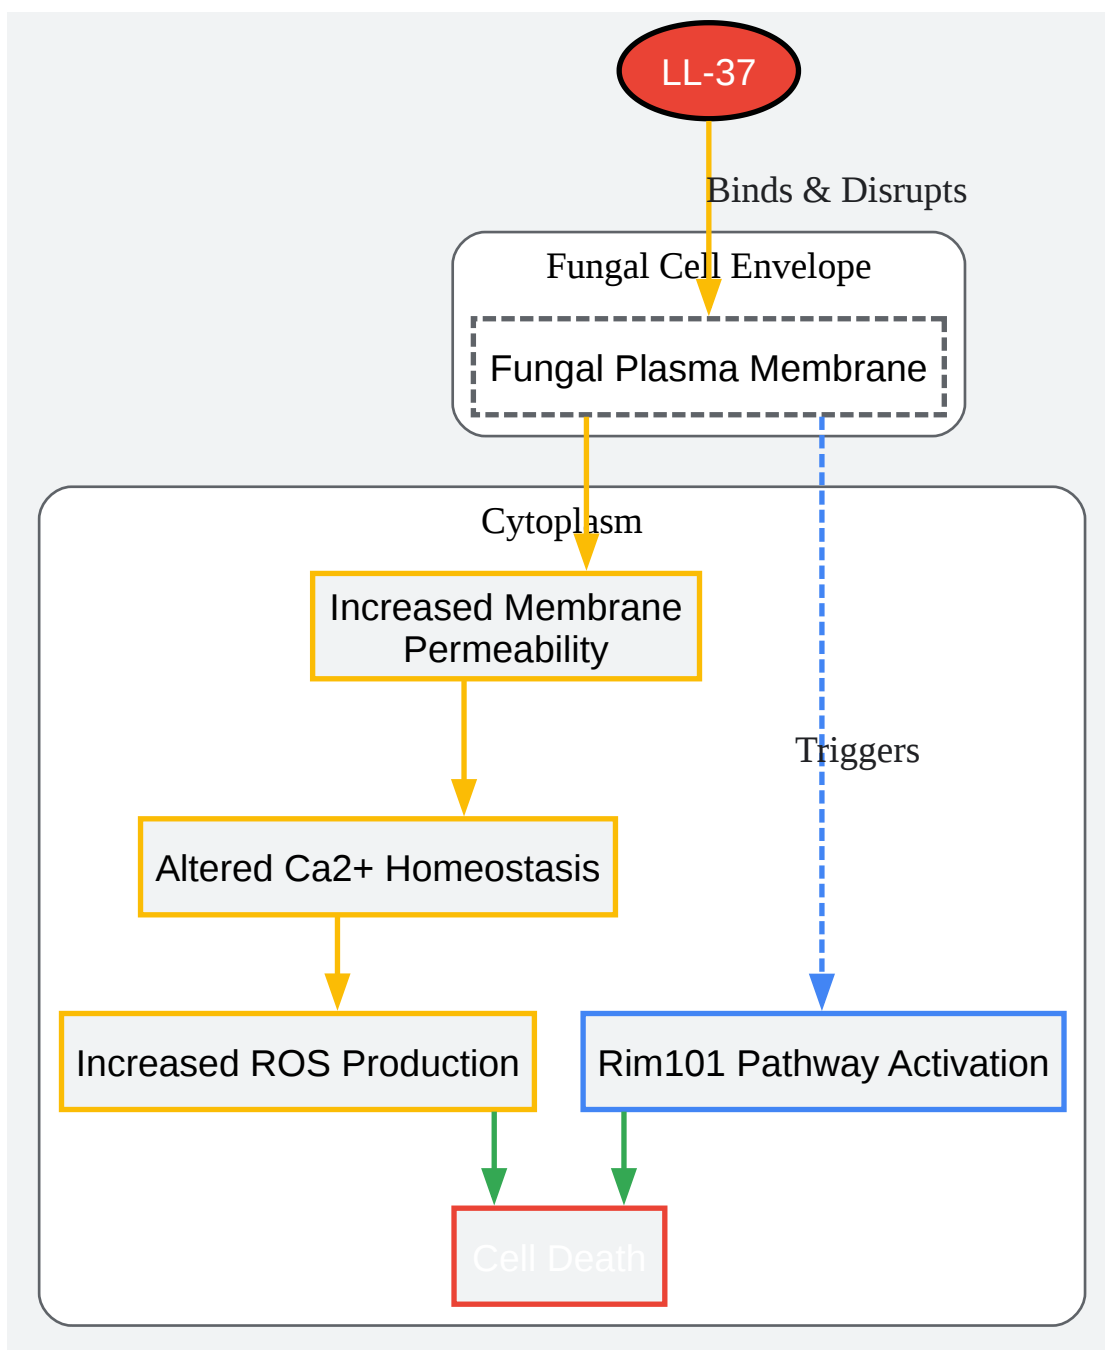 LL-37
Binds & Disrupts
Fungal Cell Envelope
Fungal Plasma Membrane
Cytoplasm
Increased Membrane
Permeability
Triggers
Altered Ca2+ Homeostasis
Increased ROS Production
Rim101 Pathway Activation
Cell Death